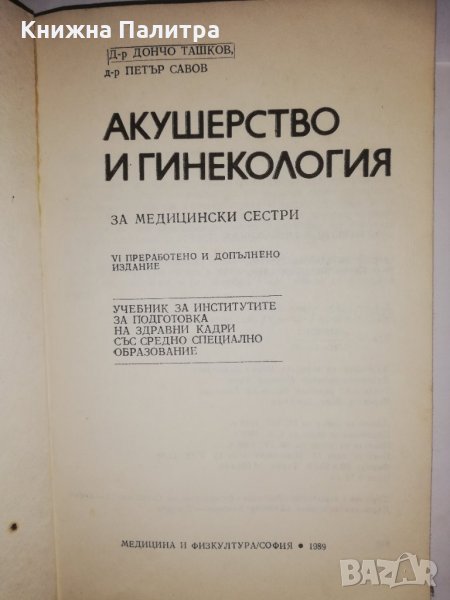 Книжна Палитра
Д-р ДОНЧО ТАШКОВ,
д-р ПЕТЪР САВОВ
АКУШЕРСТВО
И ГИНЕКОЛОГИЯ
ЗА МЕДИЦИНСКИ СЕСТРИ
VI ПРЕРАБОТЕНО И ДОПЪЛНЕНО
ИЗДАНИЕ
УЧЕБНИК ЗА ИНСТИТУТИТЕ
ЗА ПОДГОТОВКА
НА ЗДРАВНИ КАДРИ
СЪС СРЕДНО СПЕЦИАЛНО
ОБРАЗОВАНИЕ
МЕДИЦИНА И ФИЗКУЛТУРА/СОФИЯ • 1989
BAZAR